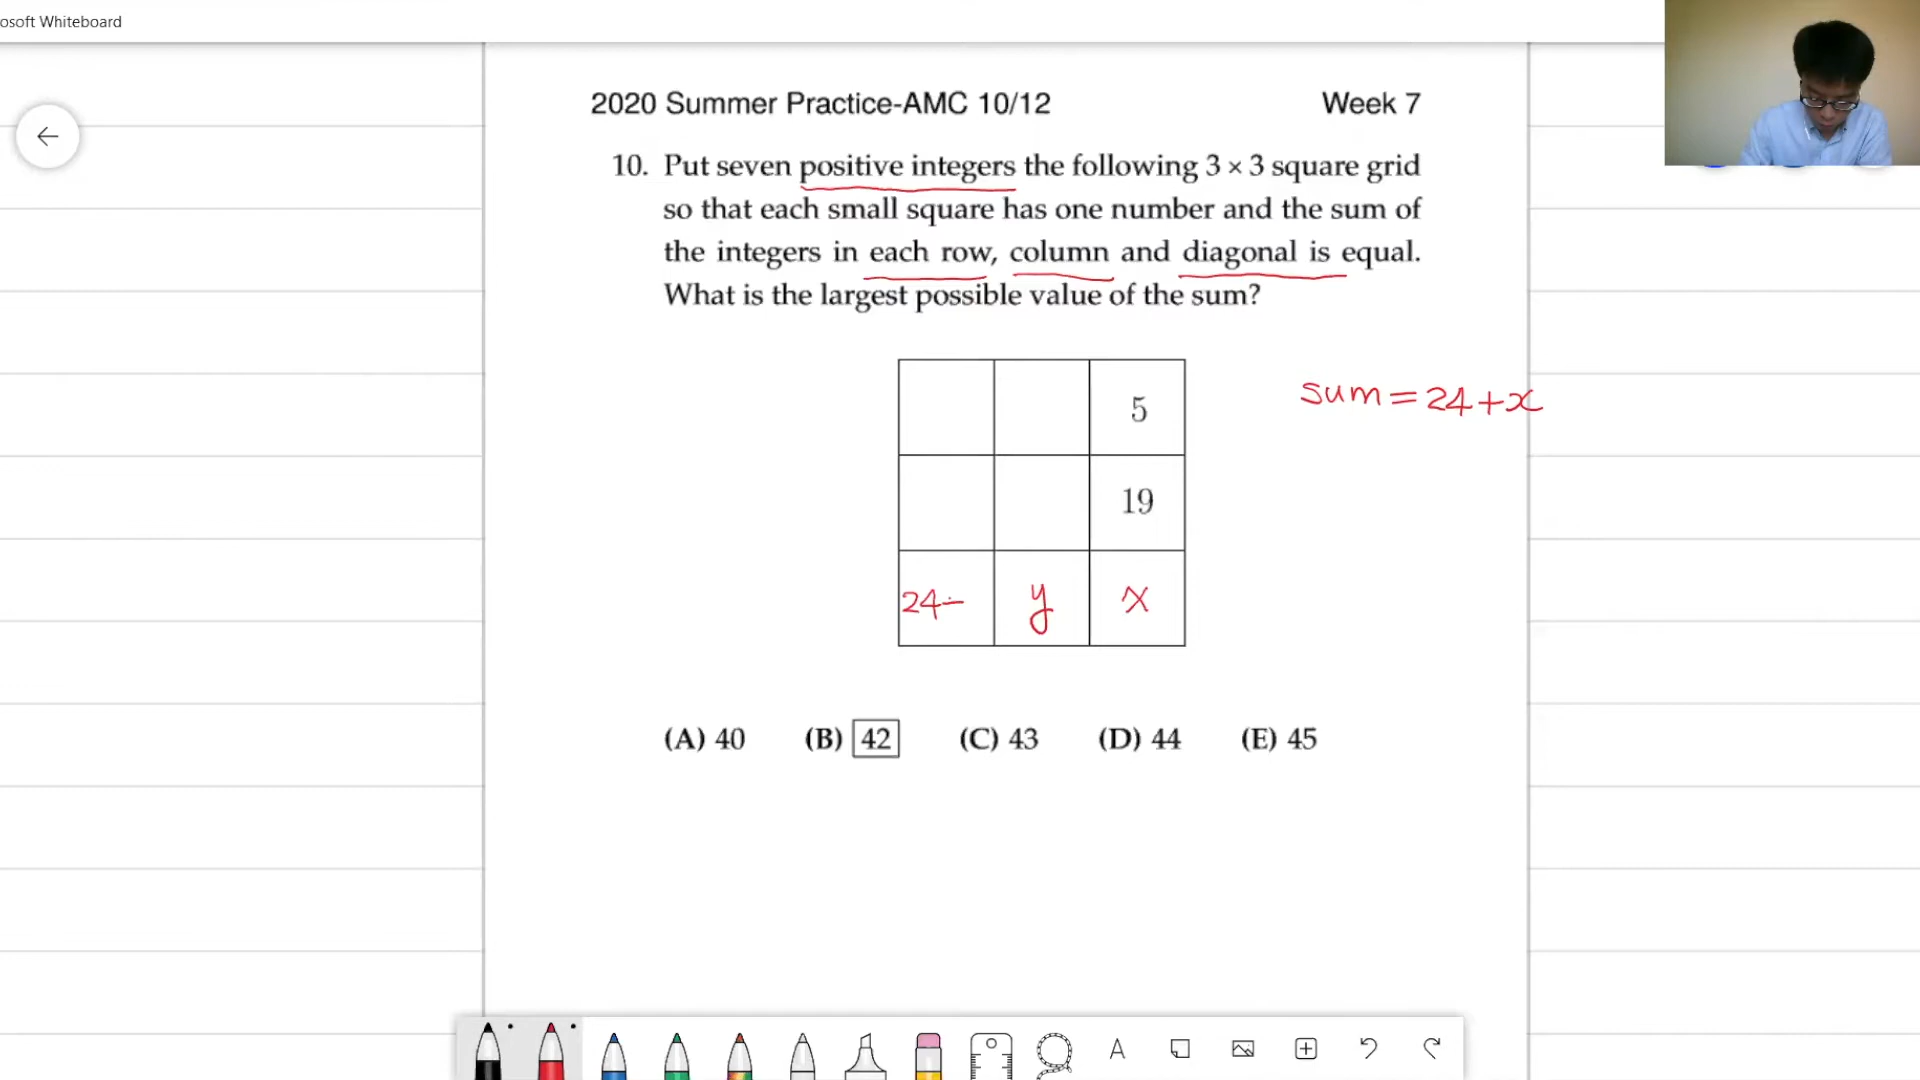 osoft Whiteboard
2020 Summer Practice-AMC 10/12 Week 7
10. Put seven positive integers the following 3 × 3 square grid
so that each small square has one number and the sum of
the integers in each row, column and diagonal is equal.
What is the largest possible value of the sum?
5
sum = 24+x
19
24- y x
(A) 40 (B) 42 (C) 43 (D) 44 (E) 45
A